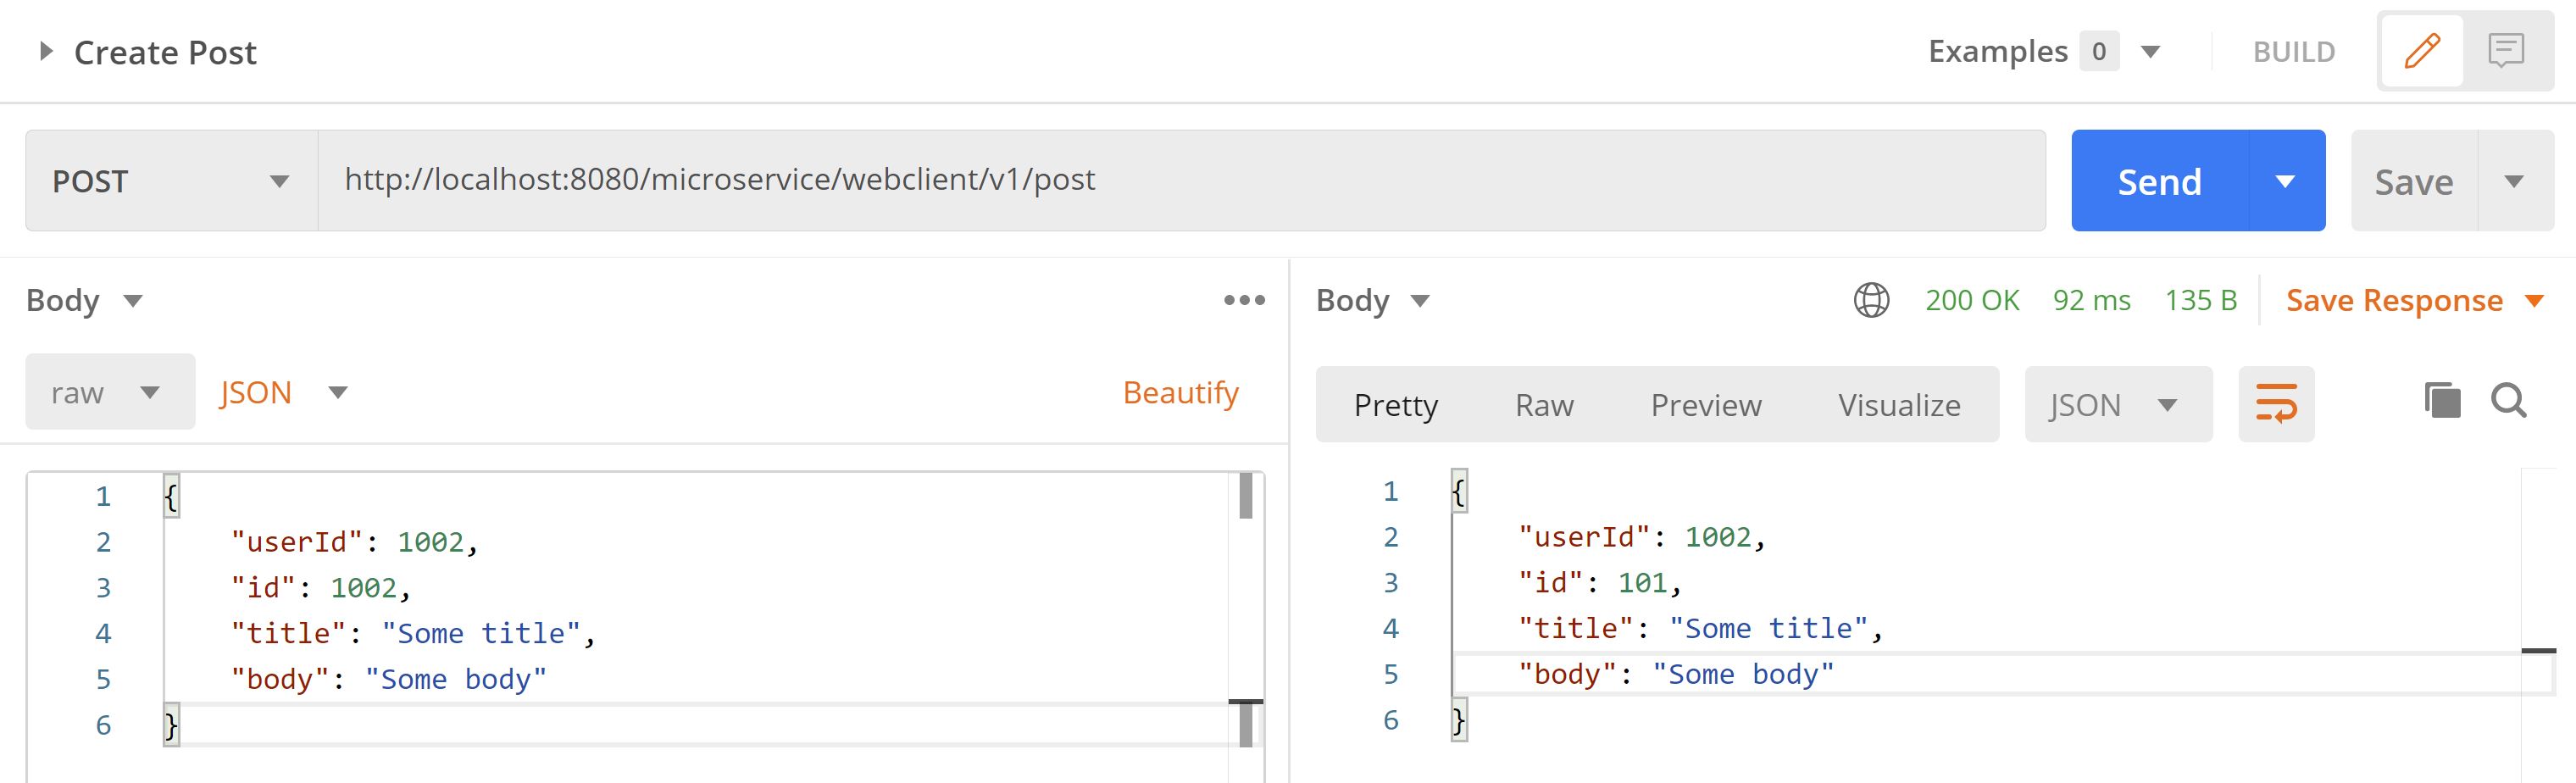 Create Post
Examples 0
BUILD
POST
http://localhost:8080/microservice/webclient/v1/post
Send
Save
Body
raw
JSON
Beautify
1 {
2 "userId": 1002,
3 "id": 1002,
4 "title": "Some title",
5 "body": "Some body"
6 }
Body
200 OK 92 ms 135 B
Save Response
Pretty Raw Preview Visualize
JSON
1 {
2 "userId": 1002,
3 "id": 101,
4 "title": "Some title",
5 "body": "Some body"
6 }